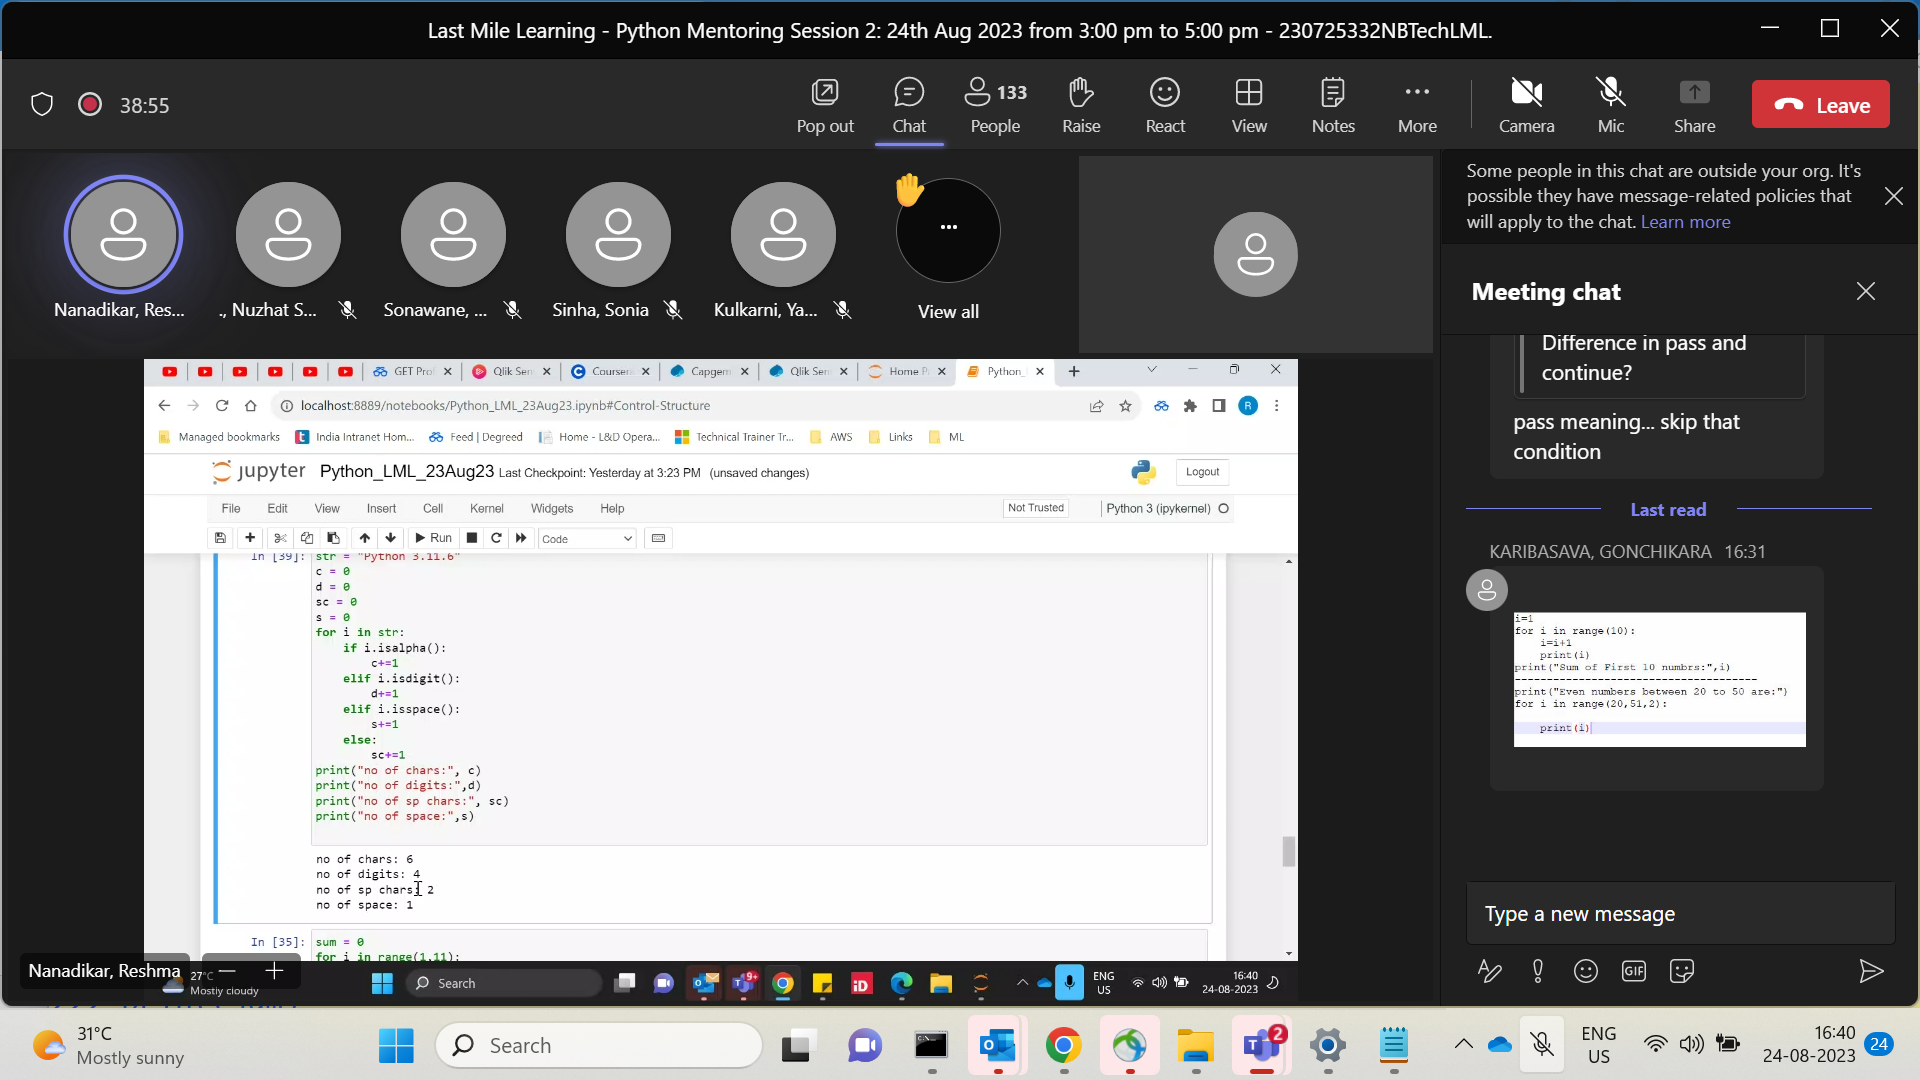 Last Mile Learning - Python Mentoring Session 2: 24th Aug 2023 from 3:00 pm to 5:00 pm - 230725332NBTechLML.
38:55
Pop out
Chat
133
People
Raise
React
View
Notes
More
Camera
Mic
Share
Leave
Nanadikar, Res...
., Nuzhat S...
Sonawane, ...
Sinha, Sonia
Kulkarni, Ya...
View all
Some people in this chat are outside your org. It's
possible they have message-related policies that
will apply to the chat. Learn more
Meeting chat
Difference in pass and
continue?
pass meaning... skip that
condition
Last read
KARIBASAVA, GONCHIKARA 16:31
i=1
for i in range(10):
i=i+1
print(i)
print("Sum of First 10 numbrs:",i)
--------------------------------------
print("Even numbers between 20 to 50 are:")
for i in range(20,51,2):
print(i)
Type a new message
GIF
GET Pro
Qlik Sen
Courser
Capgem
Qlik Sen
Home P
Python_
localhost:8889/notebooks/Python_LML_23Aug23.ipynb#Control-Structure
R
Managed bookmarks
India Intranet Hom...
Feed | Degreed
Home - L&D Opera...
Technical Trainer Tr...
AWS
Links
ML
jupyter Python_LML_23Aug23 Last Checkpoint: Yesterday at 3:23 PM (unsaved changes)
Logout
File Edit View Insert Cell Kernel Widgets Help
Not Trusted
Python 3 (ipykernel)
Run
Code
In [39]: str = "Python 3.11.6"
c = 0
d = 0
sc = 0
s = 0
for i in str:
if i.isalpha():
c+=1
elif i.isdigit():
d+=1
elif i.isspace():
s+=1
else:
sc+=1
print("no of chars:", c)
print("no of digits:",d)
print("no of sp chars:", sc)
print("no of space:",s)
no of chars: 6
no of digits: 4
no of sp chars: 2
no of space: 1
In [35]: sum = 0
for i in range(1,11):
Nanadikar, Reshma
27°C
Mostly cloudy
Search
9+
iD
ENG
US
16:40
24-08-2023
31°C
Mostly sunny
Search
2
ENG
US
16:40
24-08-2023
24